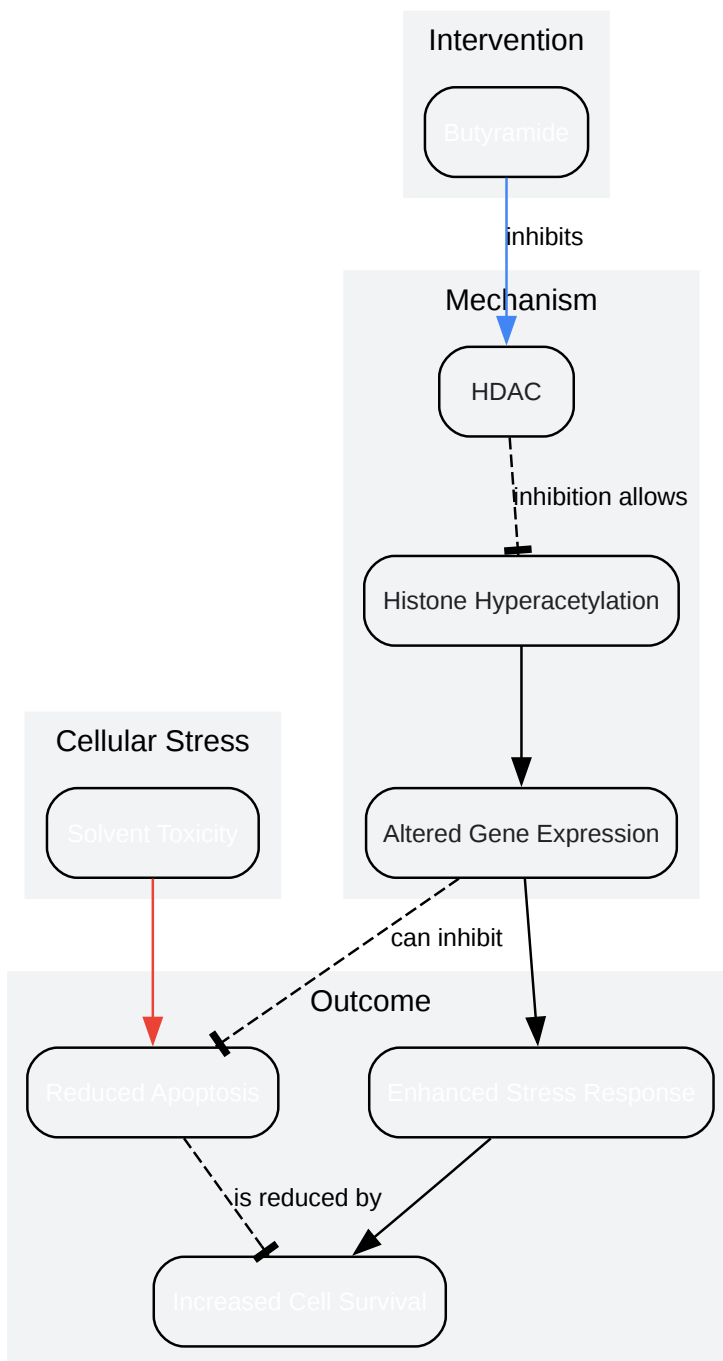 Intervention
Butyramide
inhibits
Mechanism
HDAC
inhibition allows
Histone Hyperacetylation
Cellular Stress
Solvent Toxicity
Altered Gene Expression
can inhibit
Outcome
Reduced Apoptosis
Enhanced Stress Response
is reduced by
Increased Cell Survival